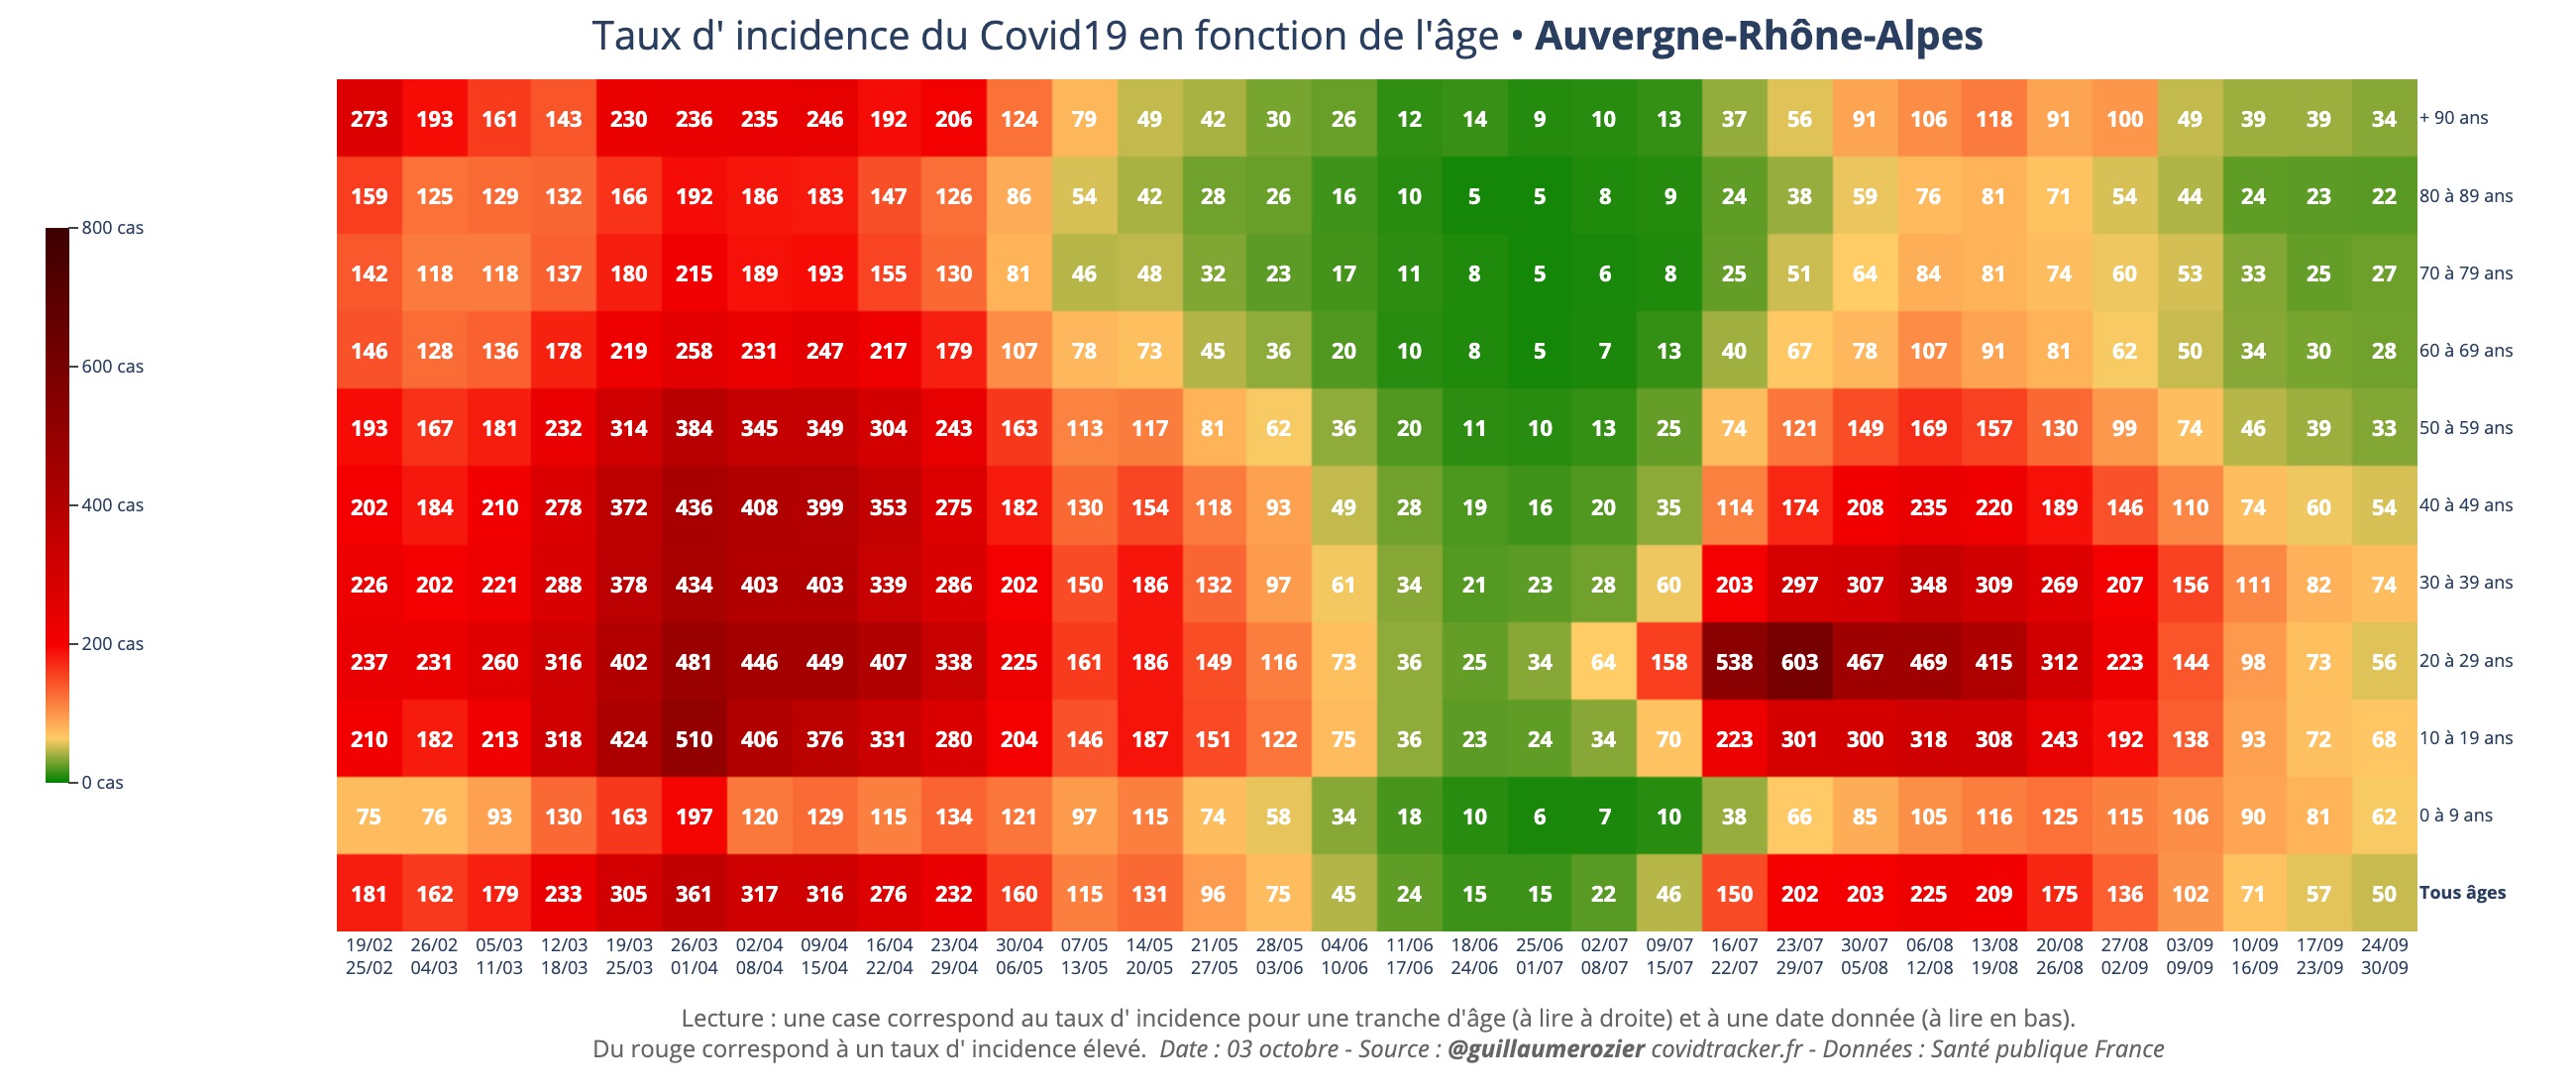 Taux d' incidence du Covid19 en fonction de l'âge • Auvergne-Rhône-Alpes
273 193 161 143 230 236 235 246 192 206 124 79 49 42 30 26 12 14 9 10 13 37 56 91 106 118 91 100 49 39 39 34 + 90 ans
159 125 129 132 166 192 186 183 147 126 86 54 42 28 26 16 10 5 5 8 9 24 38 59 76 81 71 54 44 24 23 22 80 à 89 ans
142 118 118 137 180 215 189 193 155 130 81 46 48 32 23 17 11 8 5 6 8 25 51 64 84 81 74 60 53 33 25 27 70 à 79 ans
146 128 136 178 219 258 231 247 217 179 107 78 73 45 36 20 10 8 5 7 13 40 67 78 107 91 81 62 50 34 30 28 60 à 69 ans
193 167 181 232 314 384 345 349 304 243 163 113 117 81 62 36 20 11 10 13 25 74 121 149 169 157 130 99 74 46 39 33 50 à 59 ans
202 184 210 278 372 436 408 399 353 275 182 130 154 118 93 49 28 19 16 20 35 114 174 208 235 220 189 146 110 74 60 54 40 à 49 ans
226 202 221 288 378 434 403 403 339 286 202 150 186 132 97 61 34 21 23 28 60 203 297 307 348 309 269 207 156 111 82 74 30 à 39 ans
237 231 260 316 402 481 446 449 407 338 225 161 186 149 116 73 36 25 34 64 158 538 603 467 469 415 312 223 144 98 73 56 20 à 29 ans
210 182 213 318 424 510 406 376 331 280 204 146 187 151 122 75 36 23 24 34 70 223 301 300 318 308 243 192 138 93 72 68 10 à 19 ans
75 76 93 130 163 197 120 129 115 134 121 97 115 74 58 34 18 10 6 7 10 38 66 85 105 116 125 115 106 90 81 62 0 à 9 ans
181 162 179 233 305 361 317 316 276 232 160 115 131 96 75 45 24 15 15 22 46 150 202 203 225 209 175 136 102 71 57 50 Tous âges
19/02 26/02 05/03 12/03 19/03 26/03 02/04 09/04 16/04 23/04 30/04 07/05 14/05 21/05 28/05 04/06 11/06 18/06 25/06 02/07 09/07 16/07 23/07 30/07 06/08 13/08 20/08 27/08 03/09 10/09 17/09 24/09
25/02 04/03 11/03 18/03 25/03 01/04 08/04 15/04 22/04 29/04 06/05 13/05 20/05 27/05 03/06 10/06 17/06 24/06 01/07 08/07 15/07 22/07 29/07 05/08 12/08 19/08 26/08 02/09 09/09 16/09 23/09 30/09
800 cas
600 cas
400 cas
200 cas
0 cas
Lecture : une case correspond au taux d' incidence pour une tranche d'âge (à lire à droite) et à une date donnée (à lire en bas).
Du rouge correspond à un taux d' incidence élevé. Date : 03 octobre - Source : @guillaumerozier covidtracker.fr - Données : Santé publique France